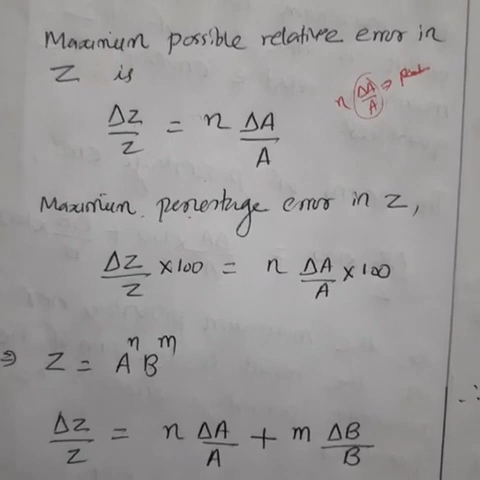 Maximum possible relative error in
Z is
n ΔA/A ⇒
ΔZ/Z = n ΔA/A
Maximum percentage error in Z,
ΔZ/Z × 100 = n ΔA/A × 100
⇒ Z = AⁿBᵐ
ΔZ/Z = n ΔA/A + m ΔB/B
∴